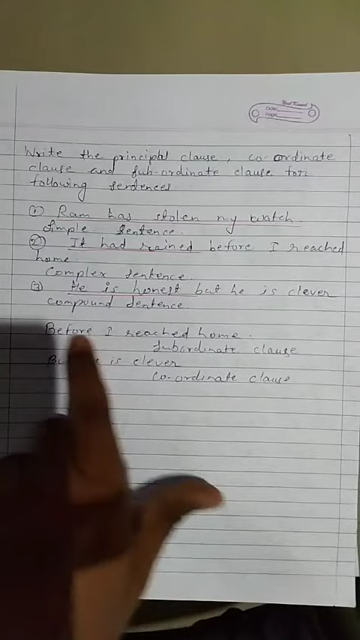 Write the principal clause, co-ordinate
clause and sub-ordinate clause for
following sentences
① Ram has stolen my watch.
Simple sentence.
② It had rained before I reached
home
Complex sentence
③ He is honest but he is clever
compound sentence.
Before I reached home.
Subordinate clause
is clever
co-ordinate clause